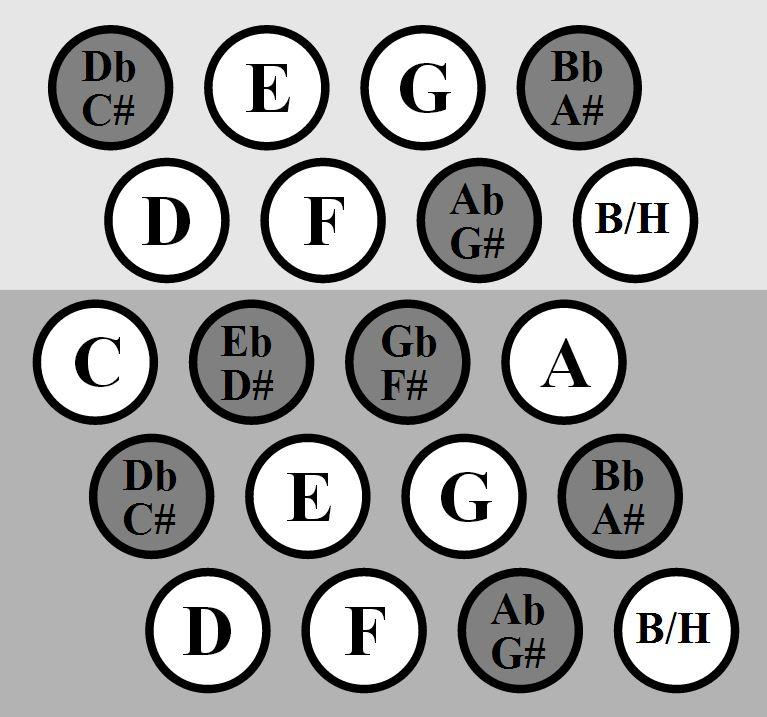 Db E G Bb
C# A#
D F Ab B/H
G#
C Eb Gb A
D# F#
Db E G Bb
C# A#
D F Ab B/H
G#